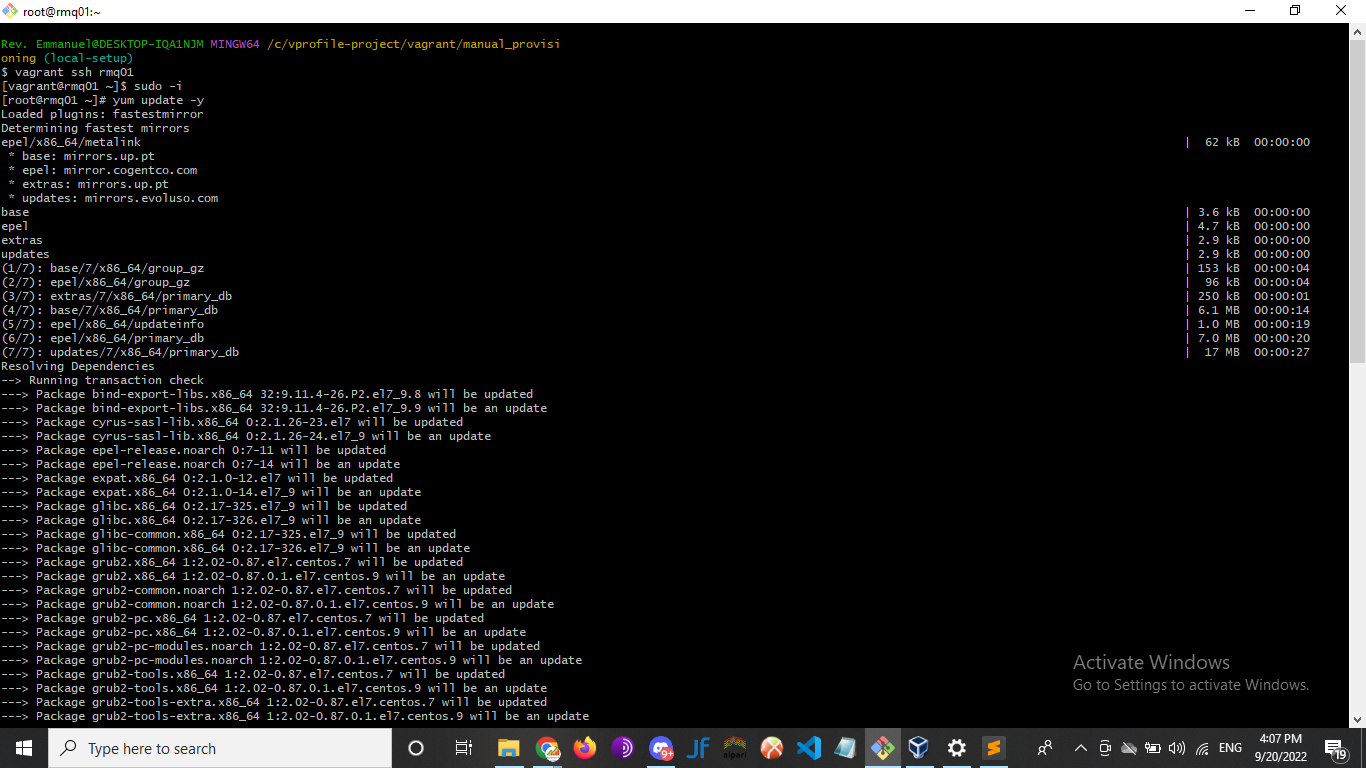 root@rmq01:~
Rev. Emmanuel@DESKTOP-IQA1NJM MINGW64 /c/vprofile-project/vagrant/manual_provisi
oning (local-setup)
$ vagrant ssh rmq01
[vagrant@rmq01 ~]$ sudo -i
[root@rmq01 ~]# yum update -y
Loaded plugins: fastestmirror
Determining fastest mirrors
epel/x86_64/metalink | 62 kB 00:00:00
* base: mirrors.up.pt
* epel: mirror.cogentco.com
* extras: mirrors.up.pt
* updates: mirrors.evoluso.com
base | 3.6 kB 00:00:00
epel | 4.7 kB 00:00:00
extras | 2.9 kB 00:00:00
updates | 2.9 kB 00:00:00
(1/7): base/7/x86_64/group_gz | 153 kB 00:00:04
(2/7): epel/x86_64/group_gz | 96 kB 00:00:04
(3/7): extras/7/x86_64/primary_db | 250 kB 00:00:01
(4/7): base/7/x86_64/primary_db | 6.1 MB 00:00:14
(5/7): epel/x86_64/updateinfo | 1.0 MB 00:00:19
(6/7): epel/x86_64/primary_db | 7.0 MB 00:00:20
(7/7): updates/7/x86_64/primary_db | 17 MB 00:00:27
Resolving Dependencies
--> Running transaction check
---> Package bind-export-libs.x86_64 32:9.11.4-26.P2.el7_9.8 will be updated
---> Package bind-export-libs.x86_64 32:9.11.4-26.P2.el7_9.9 will be an update
---> Package cyrus-sasl-lib.x86_64 0:2.1.26-23.el7 will be updated
---> Package cyrus-sasl-lib.x86_64 0:2.1.26-24.el7_9 will be an update
---> Package epel-release.noarch 0:7-11 will be updated
---> Package epel-release.noarch 0:7-14 will be an update
---> Package expat.x86_64 0:2.1.0-12.el7 will be updated
---> Package expat.x86_64 0:2.1.0-14.el7_9 will be an update
---> Package glibc.x86_64 0:2.17-325.el7_9 will be updated
---> Package glibc.x86_64 0:2.17-326.el7_9 will be an update
---> Package glibc-common.x86_64 0:2.17-325.el7_9 will be updated
---> Package glibc-common.x86_64 0:2.17-326.el7_9 will be an update
---> Package grub2.x86_64 1:2.02-0.87.el7.centos.7 will be updated
---> Package grub2.x86_64 1:2.02-0.87.0.1.el7.centos.9 will be an update
---> Package grub2-common.noarch 1:2.02-0.87.el7.centos.7 will be updated
---> Package grub2-common.noarch 1:2.02-0.87.0.1.el7.centos.9 will be an update
---> Package grub2-pc.x86_64 1:2.02-0.87.el7.centos.7 will be updated
---> Package grub2-pc.x86_64 1:2.02-0.87.0.1.el7.centos.9 will be an update
---> Package grub2-pc-modules.noarch 1:2.02-0.87.el7.centos.7 will be updated
---> Package grub2-pc-modules.noarch 1:2.02-0.87.0.1.el7.centos.9 will be an update
---> Package grub2-tools.x86_64 1:2.02-0.87.el7.centos.7 will be updated
---> Package grub2-tools.x86_64 1:2.02-0.87.0.1.el7.centos.9 will be an update
---> Package grub2-tools-extra.x86_64 1:2.02-0.87.el7.centos.7 will be updated
---> Package grub2-tools-extra.x86_64 1:2.02-0.87.0.1.el7.centos.9 will be an update
Activate Windows
Go to Settings to activate Windows.
Type here to search
9+
JF
alpari
ENG
4:07 PM
9/20/2022
19